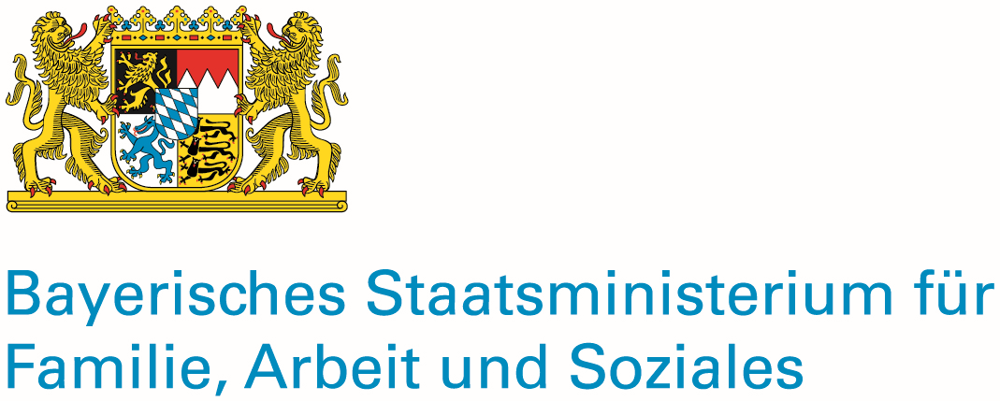 Bayerisches Staatsministerium für
Familie, Arbeit und Soziales